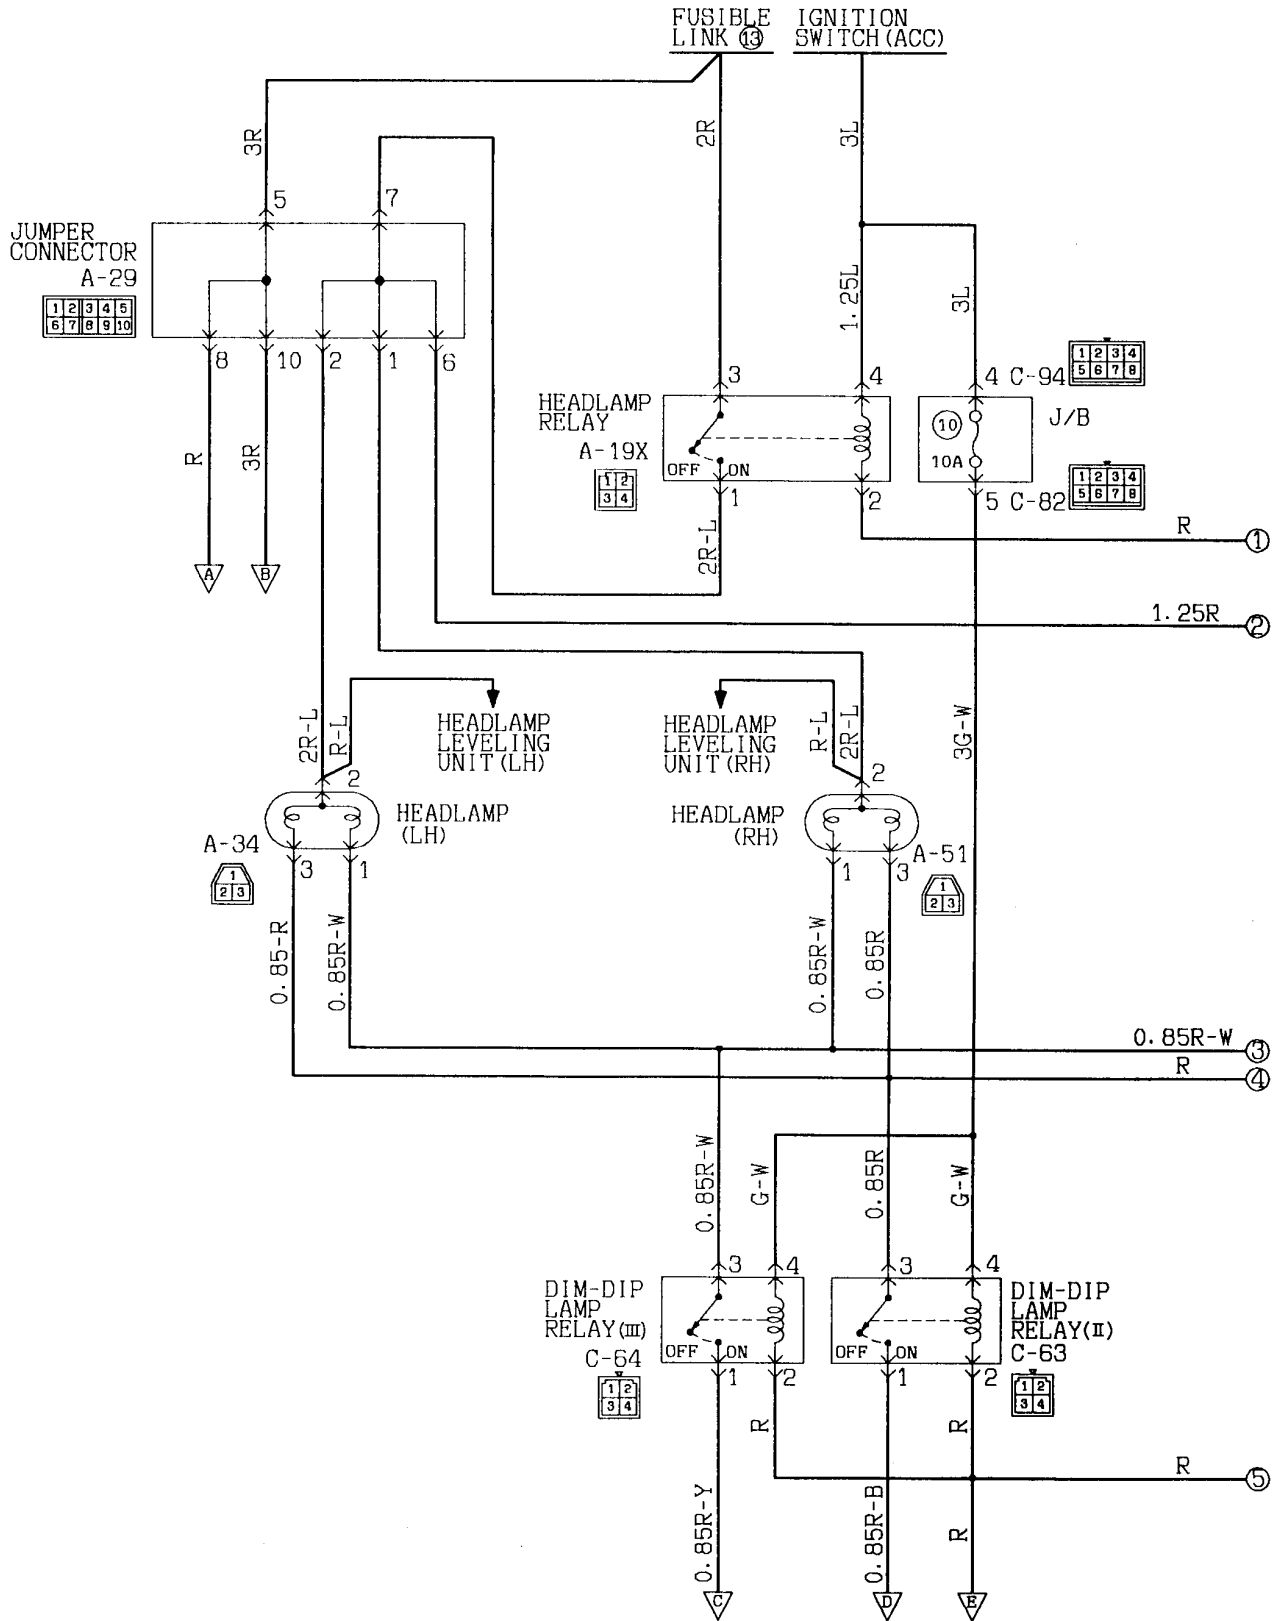 FUSIBLE
LINK ⑬
IGNITION
SWITCH(ACC)
3R
2R
3L
5
7
JUMPER
CONNECTOR
A-29
1 2 3 4 5
6 7 8 9 10
8
10
2
1
6
1.25L
3L
R
3R
HEADLAMP
RELAY
A-19X
1 2
3 4
3
4
OFF
ON
1
2
4
C-94
1 2 3 4
5 6 7 8
J/B
⑩
10A
5
C-82
1 2 3 4
5 6 7 8
R
①
A
B
2R-L
1.25R
②
2R-L
R-L
HEADLAMP
LEVELING
UNIT(LH)
HEADLAMP
LEVELING
UNIT(RH)
R-L
2R-L
3G-W
2
HEADLAMP
(LH)
A-34
1
2 3
3
1
2
HEADLAMP
(RH)
A-51
1
2 3
1
3
0.85-R
0.85R-W
0.85R-W
0.85R
0.85R-W
③
R
④
0.85R-W
G-W
0.85R
G-W
3
4
3
4
DIM-DIP
LAMP
RELAY(Ⅲ)
C-64
1 2
3 4
OFF
ON
1
2
OFF
ON
1
2
DIM-DIP
LAMP
RELAY(Ⅱ)
C-63
1 2
3 4
R
R
R
⑤
0.85R-Y
0.85R-B
R
C
D
E